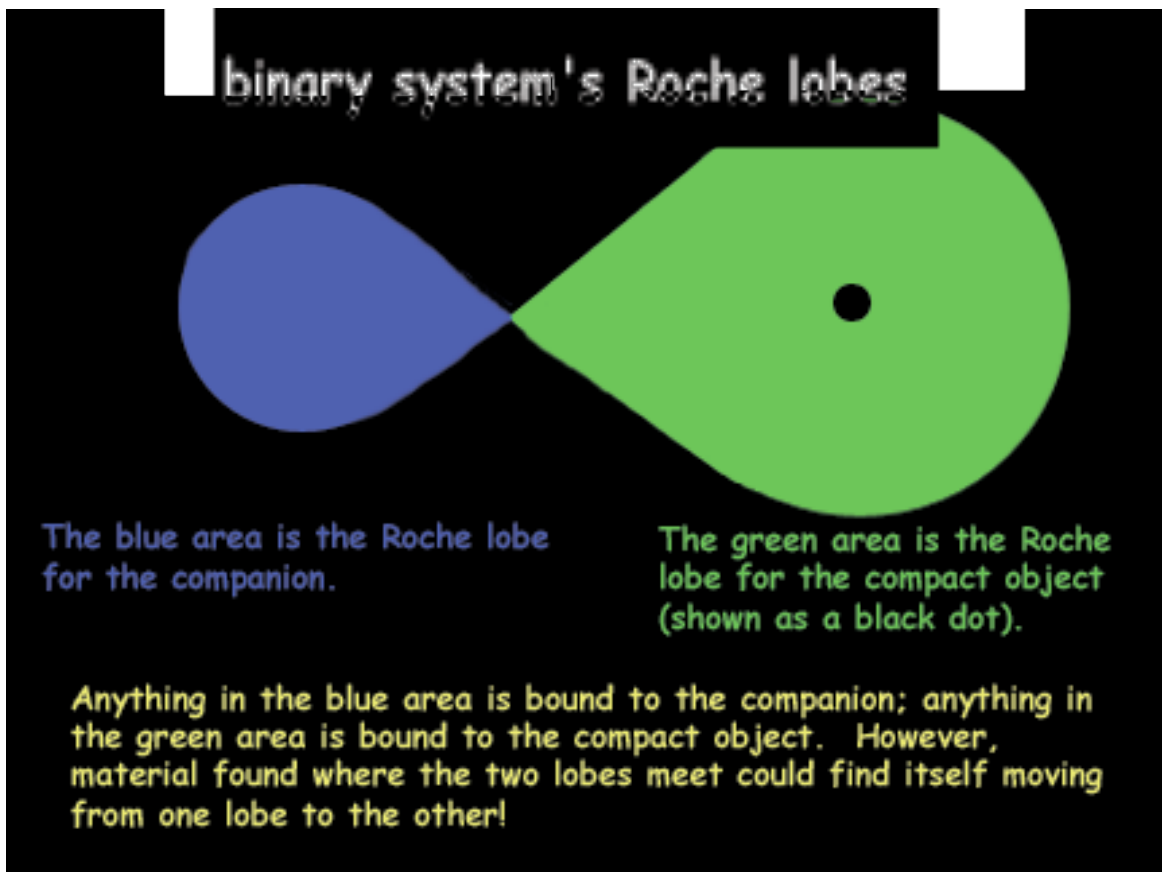 binary system's Roche lobes
The blue area is the Roche lobe
for the companion.
The green area is the Roche
lobe for the compact object
(shown as a black dot).
Anything in the blue area is bound to the companion; anything in
the green area is bound to the compact object.  However,
material found where the two lobes meet could find itself moving
from one lobe to the other!